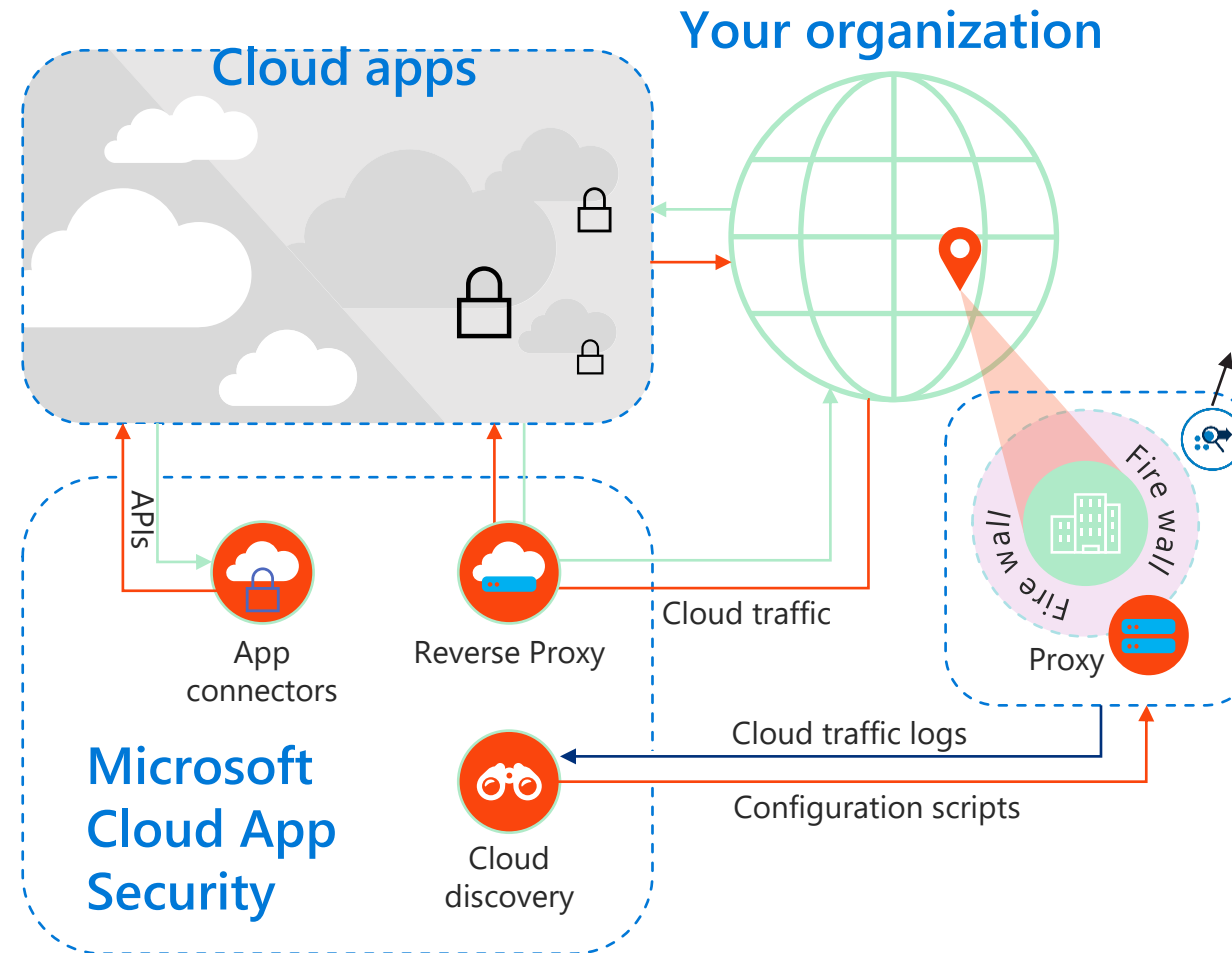 Your organization
Cloud apps
APIs
Fire wall
Fire wall
Cloud traffic
App
connectors
Reverse Proxy
Proxy
Cloud traffic logs
Microsoft
Cloud App
Security
Configuration scripts
Cloud
discovery